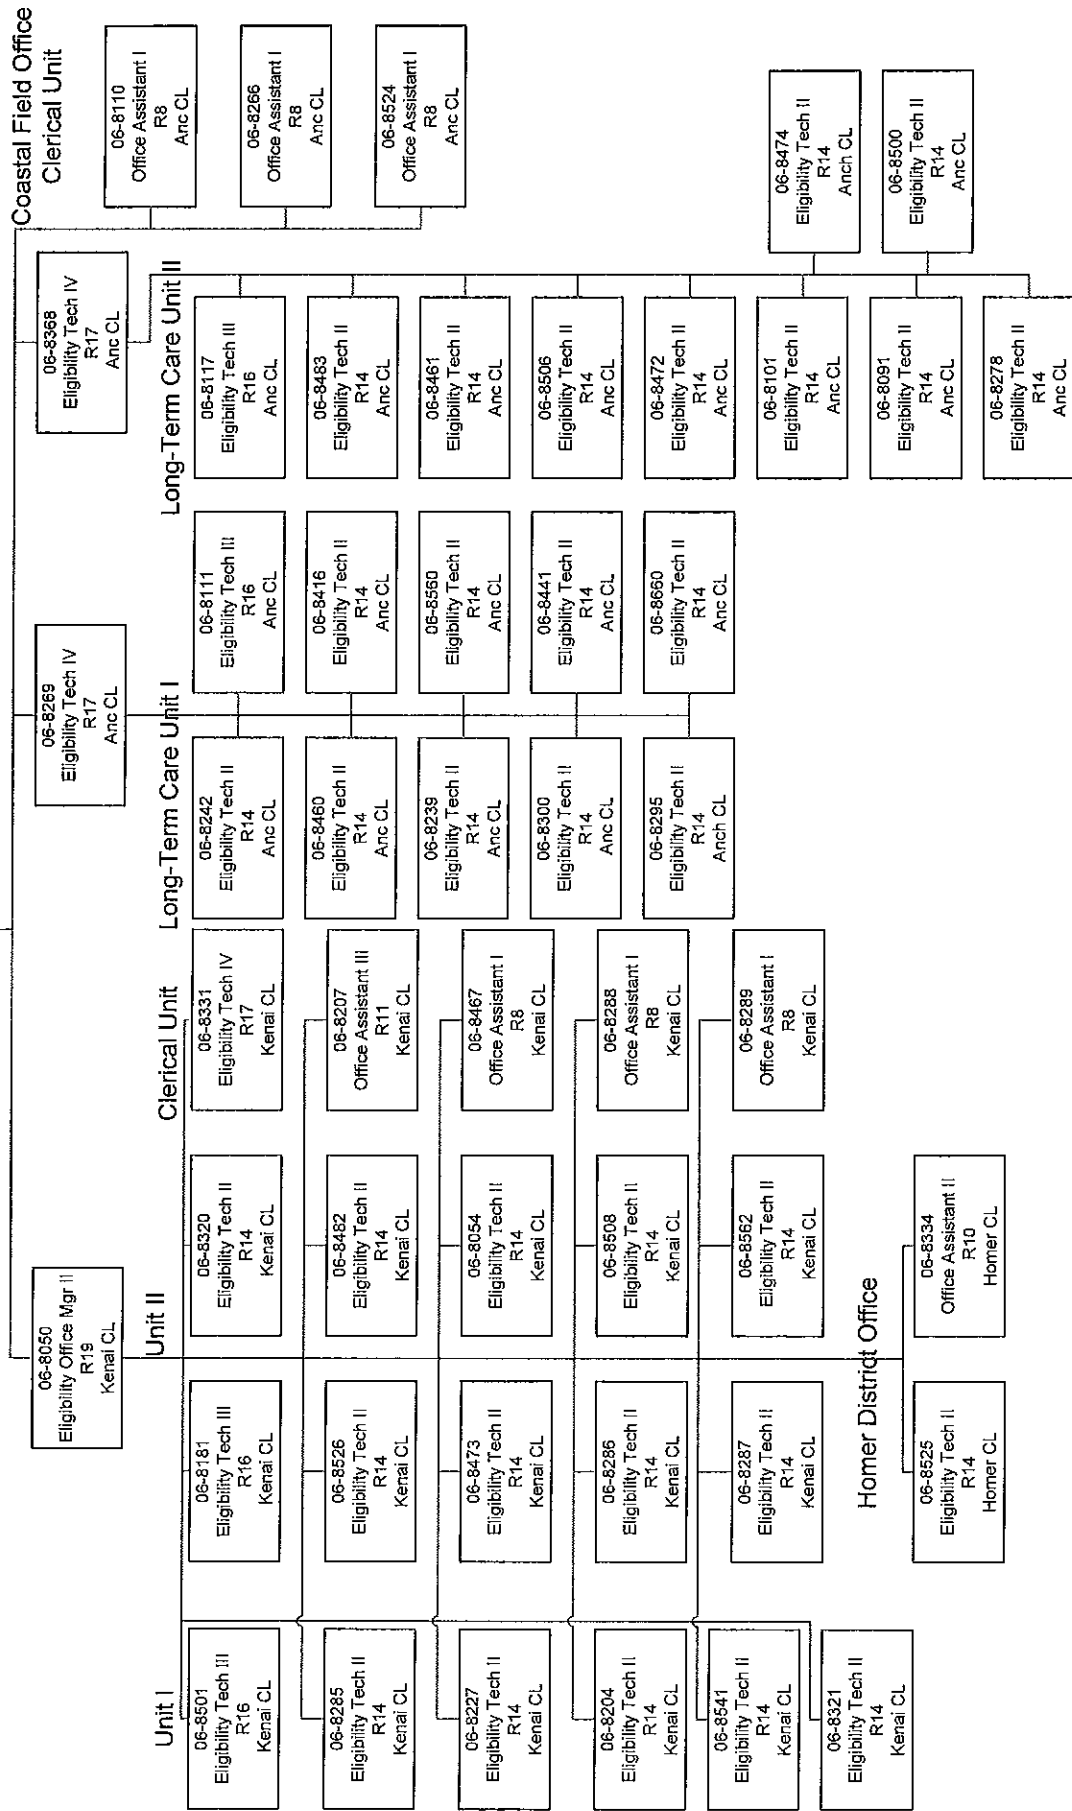 06-8050
Eligibility Office Mgr II
R19
Kenai CL
06-8269
Eligibility Tech IV
R17
Anc CL
06-8368
Eligibility Tech IV
R17
Anc CL
Coastal Field Office
Clerical Unit
06-8110
Office Assistant I
R8
Anc CL
06-8266
Office Assistant I
R8
Anc CL
06-8524
Office Assistant I
R8
Anc CL
Unit I
06-8501
Eligibility Tech III
R16
Kenai CL
06-8285
Eligibility Tech II
R14
Kenai CL
06-8227
Eligibility Tech II
R14
Kenai CL
06-8204
Eligibility Tech II
R14
Kenai CL
06-8541
Eligibility Tech II
R14
Kenai CL
06-8321
Eligibility Tech II
R14
Kenai CL
Unit II
06-8181
Eligibility Tech III
R16
Kenai CL
06-8526
Eligibility Tech II
R14
Kenai CL
06-8473
Eligibility Tech II
R14
Kenai CL
06-8286
Eligibility Tech II
R14
Kenai CL
06-8287
Eligibility Tech II
R14
Kenai CL
06-8320
Eligibility Tech II
R14
Kenai CL
06-8482
Eligibility Tech II
R14
Kenai CL
06-8054
Eligibility Tech II
R14
Kenai CL
06-8508
Eligibility Tech II
R14
Kenai CL
06-8562
Eligibility Tech II
R14
Kenai CL
Homer District Office
06-8525
Eligibility Tech II
R14
Homer CL
06-8334
Office Assistant II
R10
Homer CL
Clerical Unit
06-8331
Eligibility Tech IV
R17
Kenai CL
06-8207
Office Assistant III
R11
Kenai CL
06-8467
Office Assistant I
R8
Kenai CL
06-8288
Office Assistant I
R8
Kenai CL
06-8289
Office Assistant I
R8
Kenai CL
Long-Term Care Unit I
06-8242
Eligibility Tech II
R14
Anc CL
06-8460
Eligibility Tech II
R14
Anc CL
06-8239
Eligibility Tech II
R14
Anc CL
06-8300
Eligibility Tech II
R14
Anc CL
06-8295
Eligibility Tech II
R14
Anch CL
06-8111
Eligibility Tech III
R16
Anc CL
06-8416
Eligibility Tech II
R14
Anc CL
06-8560
Eligibility Tech II
R14
Anc CL
06-8441
Eligibility Tech II
R14
Anc CL
06-8660
Eligibility Tech II
R14
Anc CL
Long-Term Care Unit II
06-8117
Eligibility Tech III
R16
Anc CL
06-8483
Eligibility Tech II
R14
Anc CL
06-8461
Eligibility Tech II
R14
Anc CL
06-8506
Eligibility Tech II
R14
Anc CL
06-8472
Eligibility Tech II
R14
Anc CL
06-8101
Eligibility Tech II
R14
Anc CL
06-8091
Eligibility Tech II
R14
Anc CL
06-8278
Eligibility Tech II
R14
Anc CL
06-8474
Eligibility Tech II
R14
Anch CL
06-8500
Eligibility Tech II
R14
Anc CL